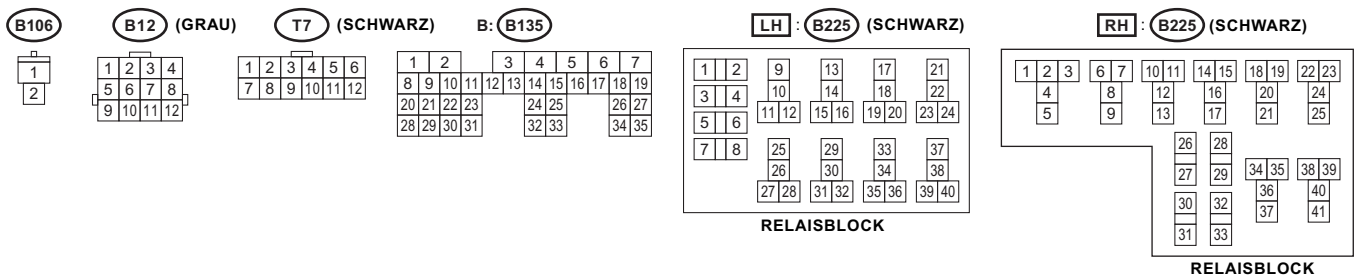 B106 B12 (GRAU) T7 (SCHWARZ) B: B135 LH : B225 (SCHWARZ) RH : B225 (SCHWARZ)
1
2
1 2 3 4
5 6 7 8
9 10 11 12
1 2 3 4 5 6
7 8 9 10 11 12
1 2 3 4 5 6 7
8 9 10 11 12 13 14 15 16 17 18 19
20 21 22 23 24 25 26 27
28 29 30 31 32 33 34 35
1 2 9 13 17 21
10 14 18 22
3 4 11 12 15 16 19 20 23 24
5 6
7 8 25 29 33 37
26 30 34 38
27 28 31 32 35 36 39 40
RELAISBLOCK
1 2 3 6 7 10 11 14 15 18 19 22 23
4 8 12 16 20 24
5 9 13 17 21 25
26 28
27 29 34 35 38 39
36 40
30 32 37 41
31 33
RELAISBLOCK